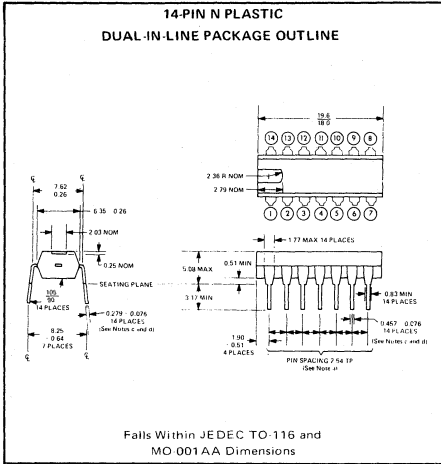 14-PIN N PLASTIC
DUAL-IN-LINE PACKAGE OUTLINE
19.6
18.0
14 13 12 11 10 9 8
2.36 R NOM
2.79 NOM
1 2 3 4 5 6 7
℄ ℄
7.62
0.26
6.35 0.26
2.03 NOM
0.25 NOM
SEATING PLANE
105
90
14 PLACES
0.279 - 0.076
14 PLACES
(See Notes c and d)
8.25
- 0.64
7 PLACES
℄ ℄
1.77 MAX 14 PLACES
5.08 MAX
0.51 MIN
3.17 MIN
0.83 MIN
14 PLACES
0.457 0.076
14 PLACES
(See Notes c and d)
1.90
- 0.51
4 PLACES
PIN SPACING 2.54 TP
(See Note a)
Falls Within JEDEC TO-116 and
MO-001AA Dimensions